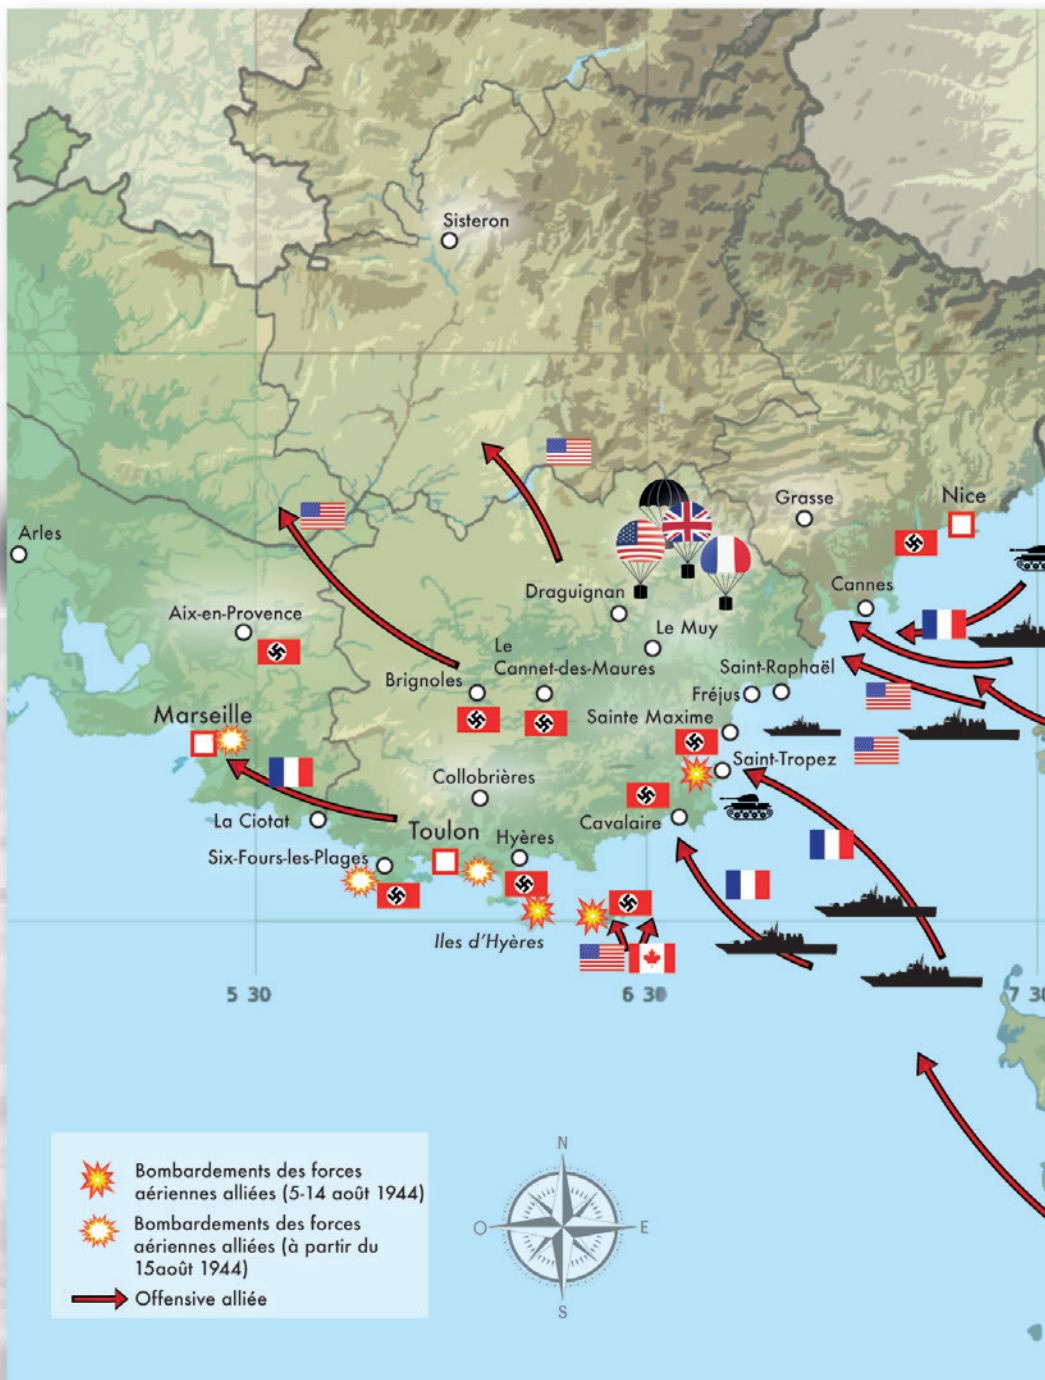 Sisteron
Arles
Grasse
Nice
Cannes
Draguignan
Le Muy
Aix-en-Provence
Le
Cannet-des-Maures
Brignoles
Saint-Raphaël
Fréjus
Marseille
Sainte Maxime
Saint-Tropez
Collobrières
La Ciotat
Toulon
Hyères
Cavalaire
Six-Fours-les-Plages
Iles d'Hyères
5 30
6 30
7 30
N
O
E
S
Bombardements des forces
aériennes alliées (5-14 août 1944)
Bombardements des forces
aériennes alliées (à partir du
15août 1944)
Offensive alliée